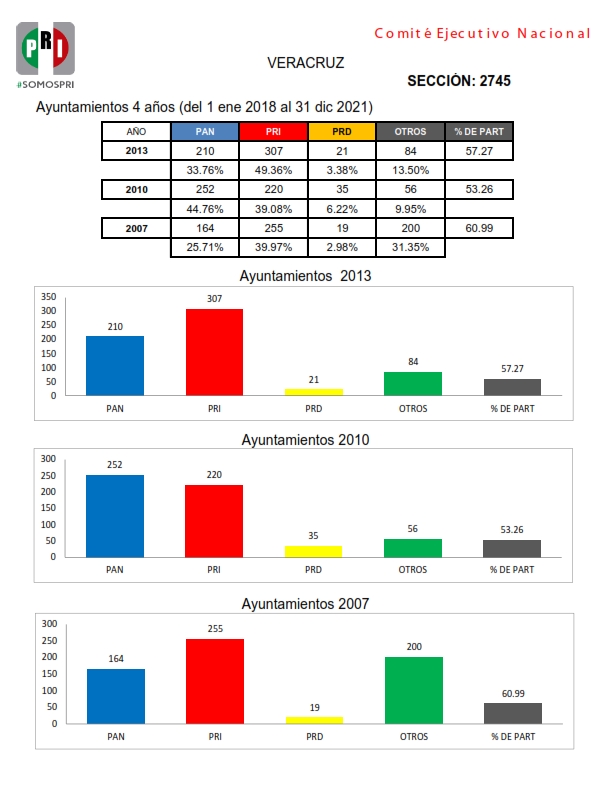 Comité Ejecutivo Nacional
PRI
#SOMOSPRI
VERACRUZ
SECCIÓN: 2745
Ayuntamientos 4 años (del 1 ene 2018 al 31 dic 2021)
AÑO PAN PRI PRD OTROS % DE PART
2013 210 307 21 84 57.27
33.76% 49.36% 3.38% 13.50%
2010 252 220 35 56 53.26
44.76% 39.08% 6.22% 9.95%
2007 164 255 19 200 60.99
25.71% 39.97% 2.98% 31.35%
Ayuntamientos 2013
350
300
250
200
150
100
50
0
210 307 21 84 57.27
PAN PRI PRD OTROS % DE PART
Ayuntamientos 2010
300
250
200
150
100
50
0
252 220 35 56 53.26
PAN PRI PRD OTROS % DE PART
Ayuntamientos 2007
300
250
200
150
100
50
0
164 255 19 200 60.99
PAN PRI PRD OTROS % DE PART